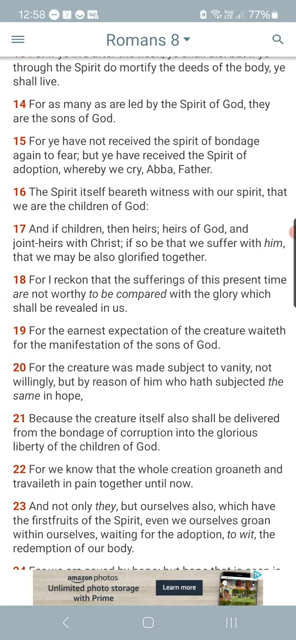 12:58
77%
Romans 8
through the Spirit do mortify the deeds of the body, ye
shall live.
14 For as many as are led by the Spirit of God, they
are the sons of God.
15 For ye have not received the spirit of bondage
again to fear; but ye have received the Spirit of
adoption, whereby we cry, Abba, Father.
16 The Spirit itself beareth witness with our spirit, that
we are the children of God:
17 And if children, then heirs; heirs of God, and
joint-heirs with Christ; if so be that we suffer with him,
that we may be also glorified together.
18 For I reckon that the sufferings of this present time
are not worthy to be compared with the glory which
shall be revealed in us.
19 For the earnest expectation of the creature waiteth
for the manifestation of the sons of God.
20 For the creature was made subject to vanity, not
willingly, but by reason of him who hath subjected the
same in hope,
21 Because the creature itself also shall be delivered
from the bondage of corruption into the glorious
liberty of the children of God.
22 For we know that the whole creation groaneth and
travaileth in pain together until now.
23 And not only they, but ourselves also, which have
the firstfruits of the Spirit, even we ourselves groan
within ourselves, waiting for the adoption, to wit, the
redemption of our body.
amazon photos
Unlimited photo storage
with Prime
Learn more